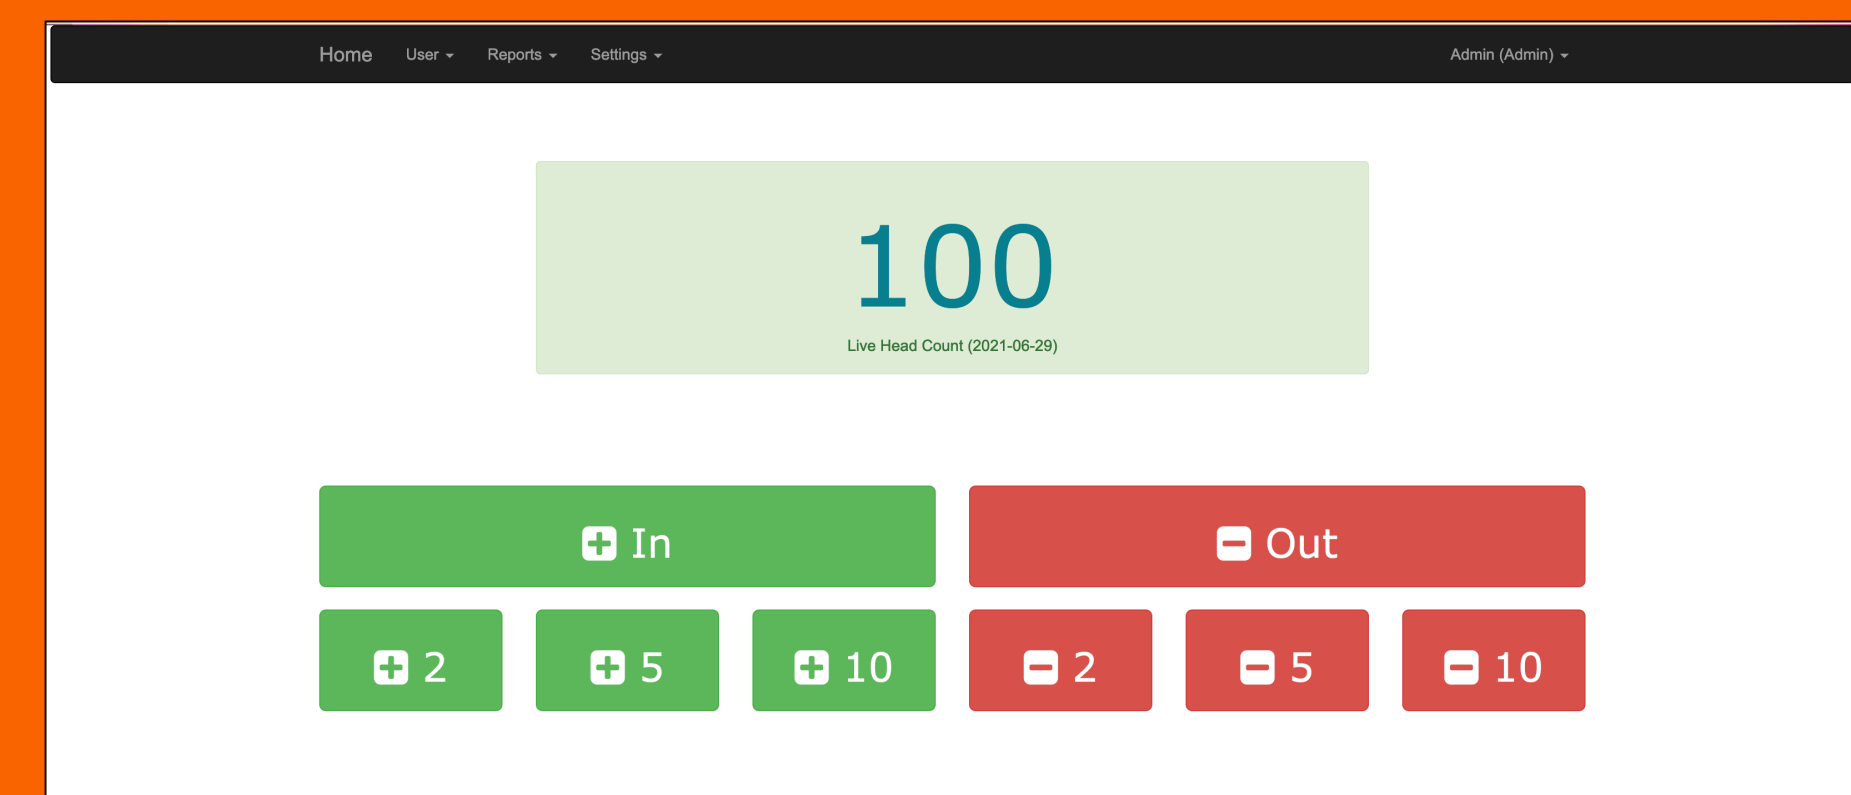 Home User Reports Settings Admin (Admin)
100
Live Head Count (2021-06-29)
In Out
2 5 10 2 5 10